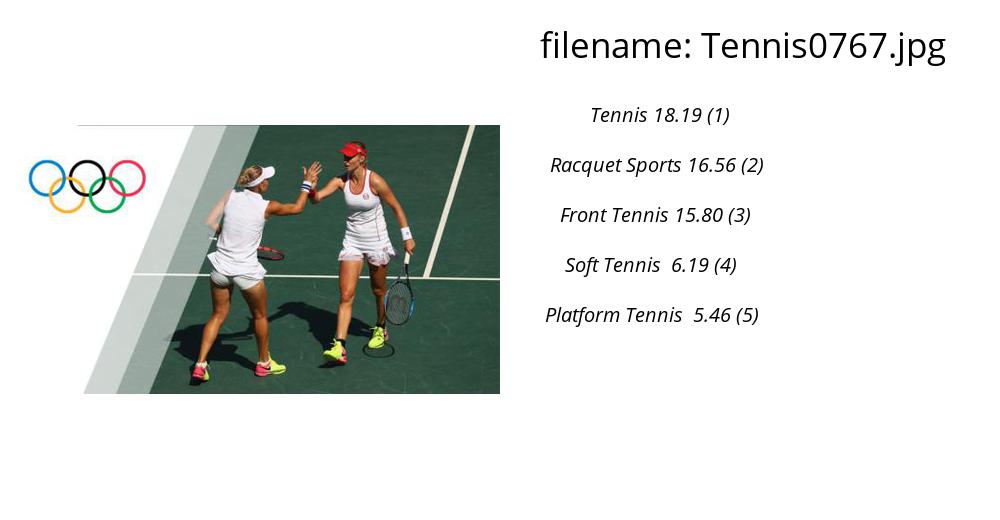 filename: Tennis0767.jpg
Tennis 18.19 (1)
Racquet Sports 16.56 (2)
Front Tennis 15.80 (3)
Soft Tennis 6.19 (4)
Platform Tennis 5.46 (5)